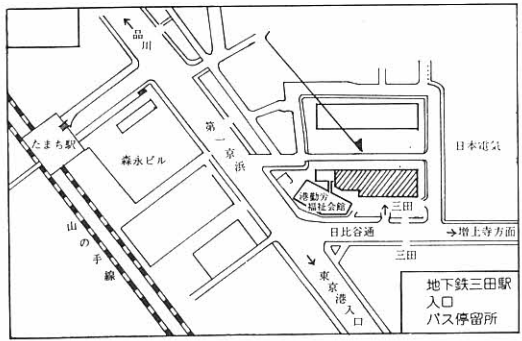 品川
たまち駅
森永ビル
第一京浜
山の手線
港勤労
福祉会館
三田
日本電気
日比谷通
三田
→増上寺方面
東京港入口
地下鉄三田駅
入口
バス停留所